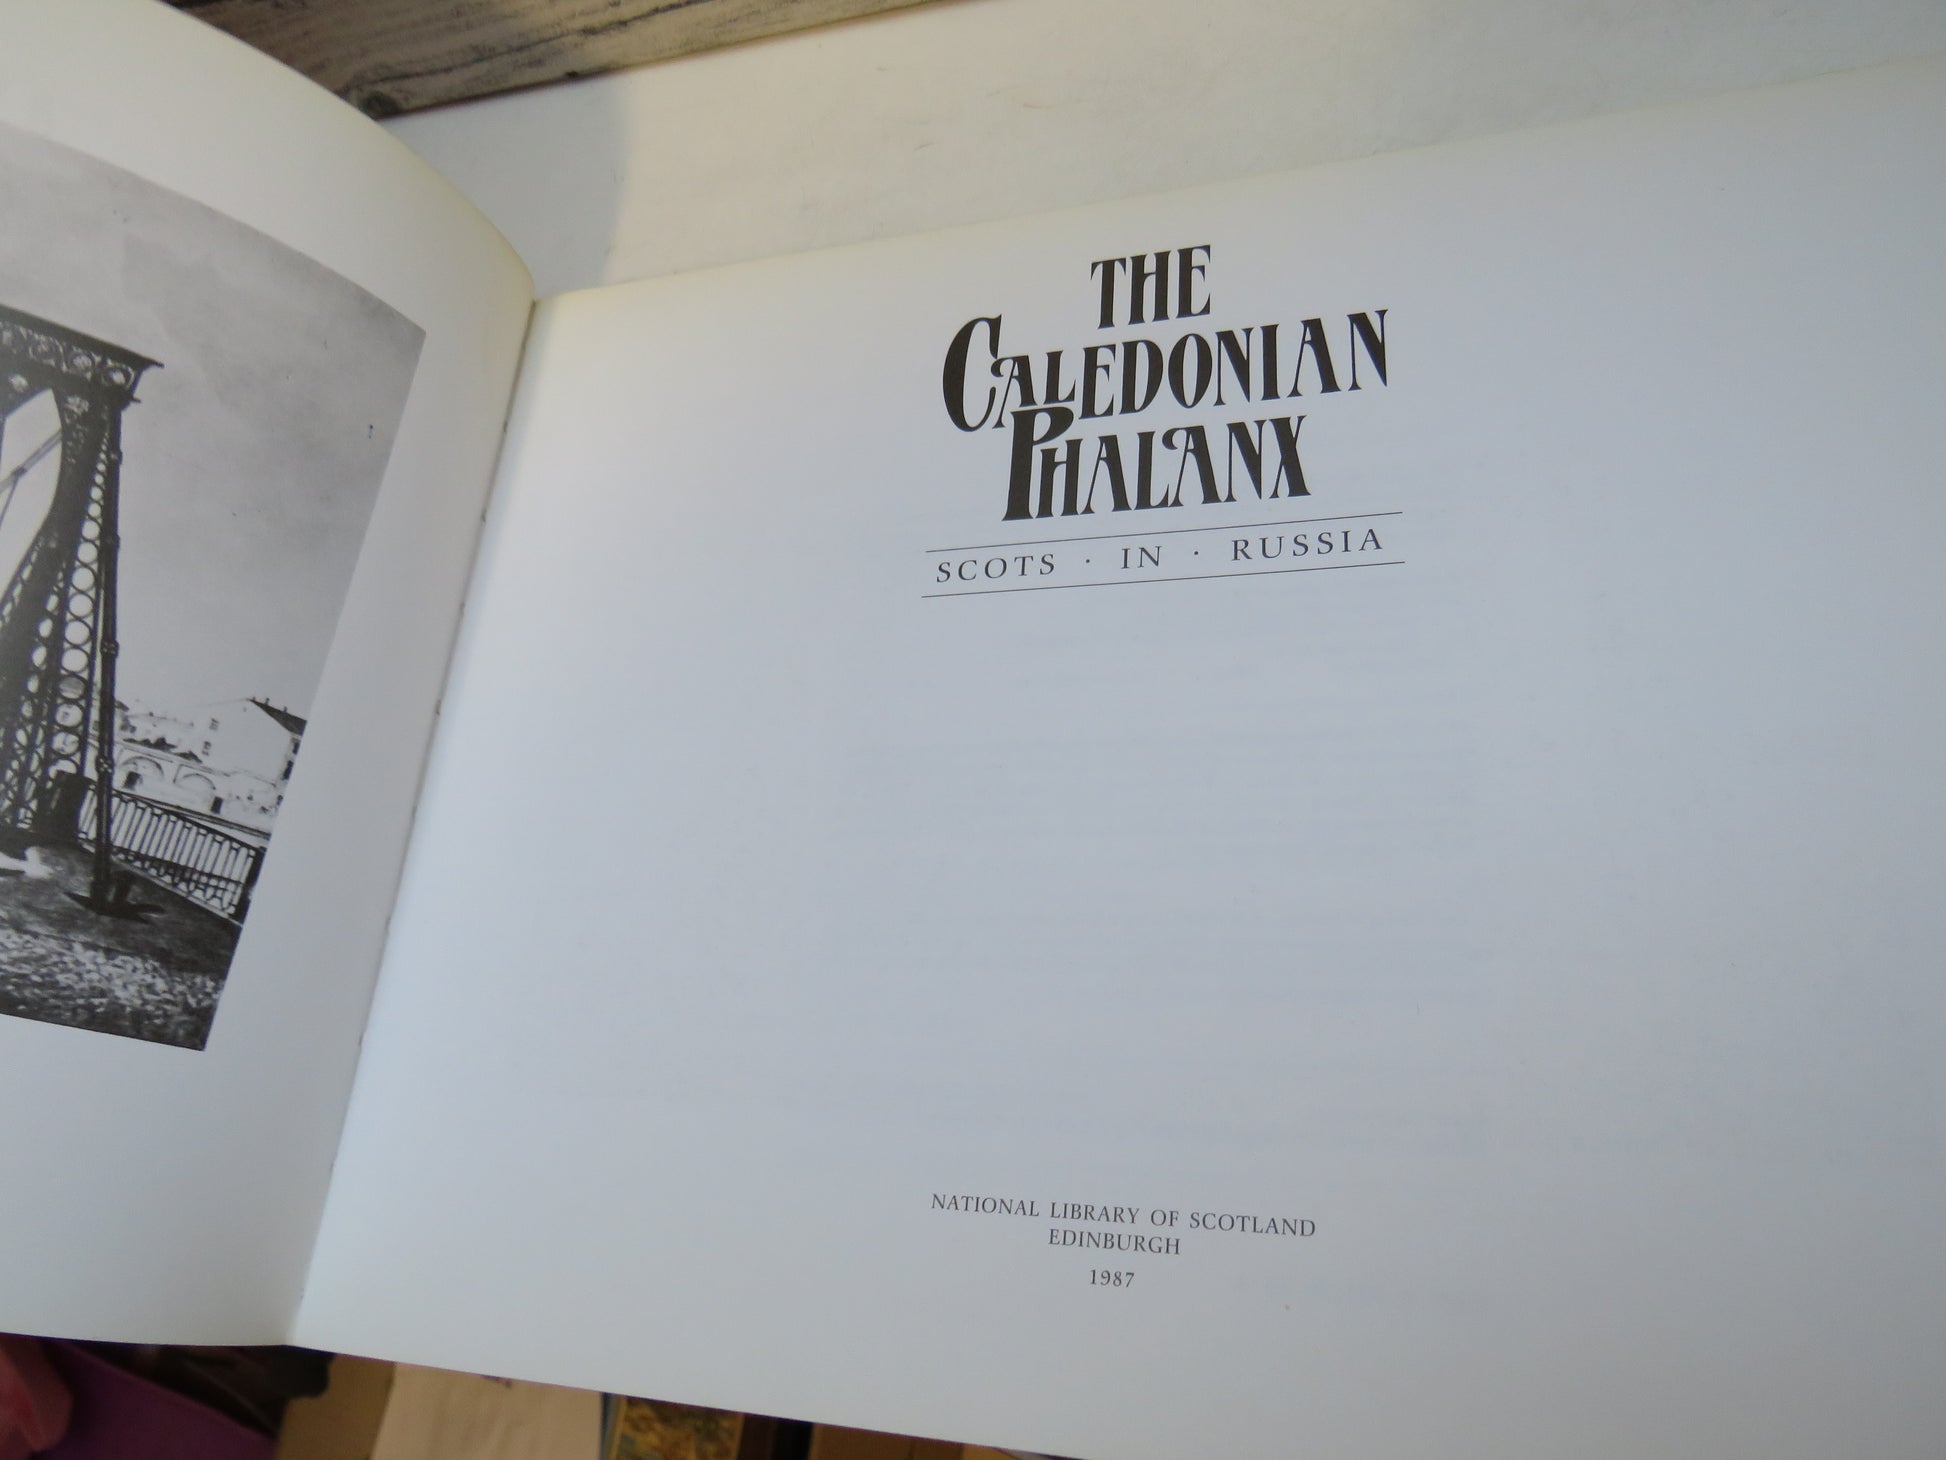 THE
CALEDONIAN
PHALANX
SCOTS · IN · RUSSIA
NATIONAL LIBRARY OF SCOTLAND
EDINBURGH
1987